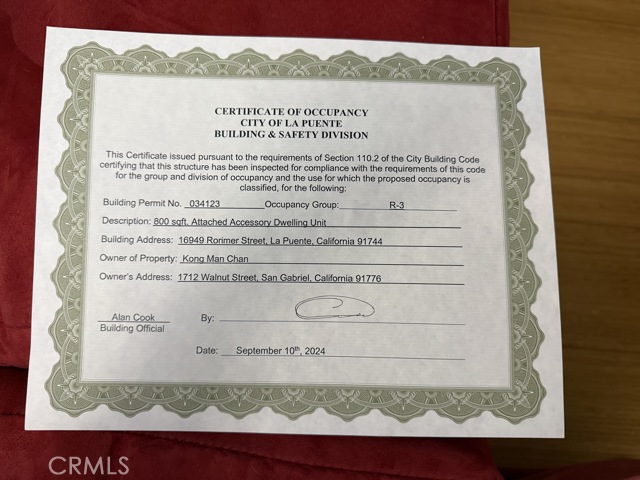 CERTIFICATE OF OCCUPANCY
CITY OF LA PUENTE
BUILDING & SAFETY DIVISION
This Certificate issued pursuant to the requirements of Section 110.2 of the City Building Code
certifying that this structure has been inspected for compliance with the requirements of this code
for the group and division of occupancy and the use for which the proposed occupancy is
classified, for the following:
Building Permit No. 034123 Occupancy Group: R-3
Description: 800 sqft. Attached Accessory Dwelling Unit
Building Address: 16949 Rorimer Street, La Puente, California 91744
Owner of Property: Kong Man Chan
Owner's Address: 1712 Walnut Street, San Gabriel, California 91776
Alan Cook By:
Building Official
Date: September 10th, 2024
CRMLS